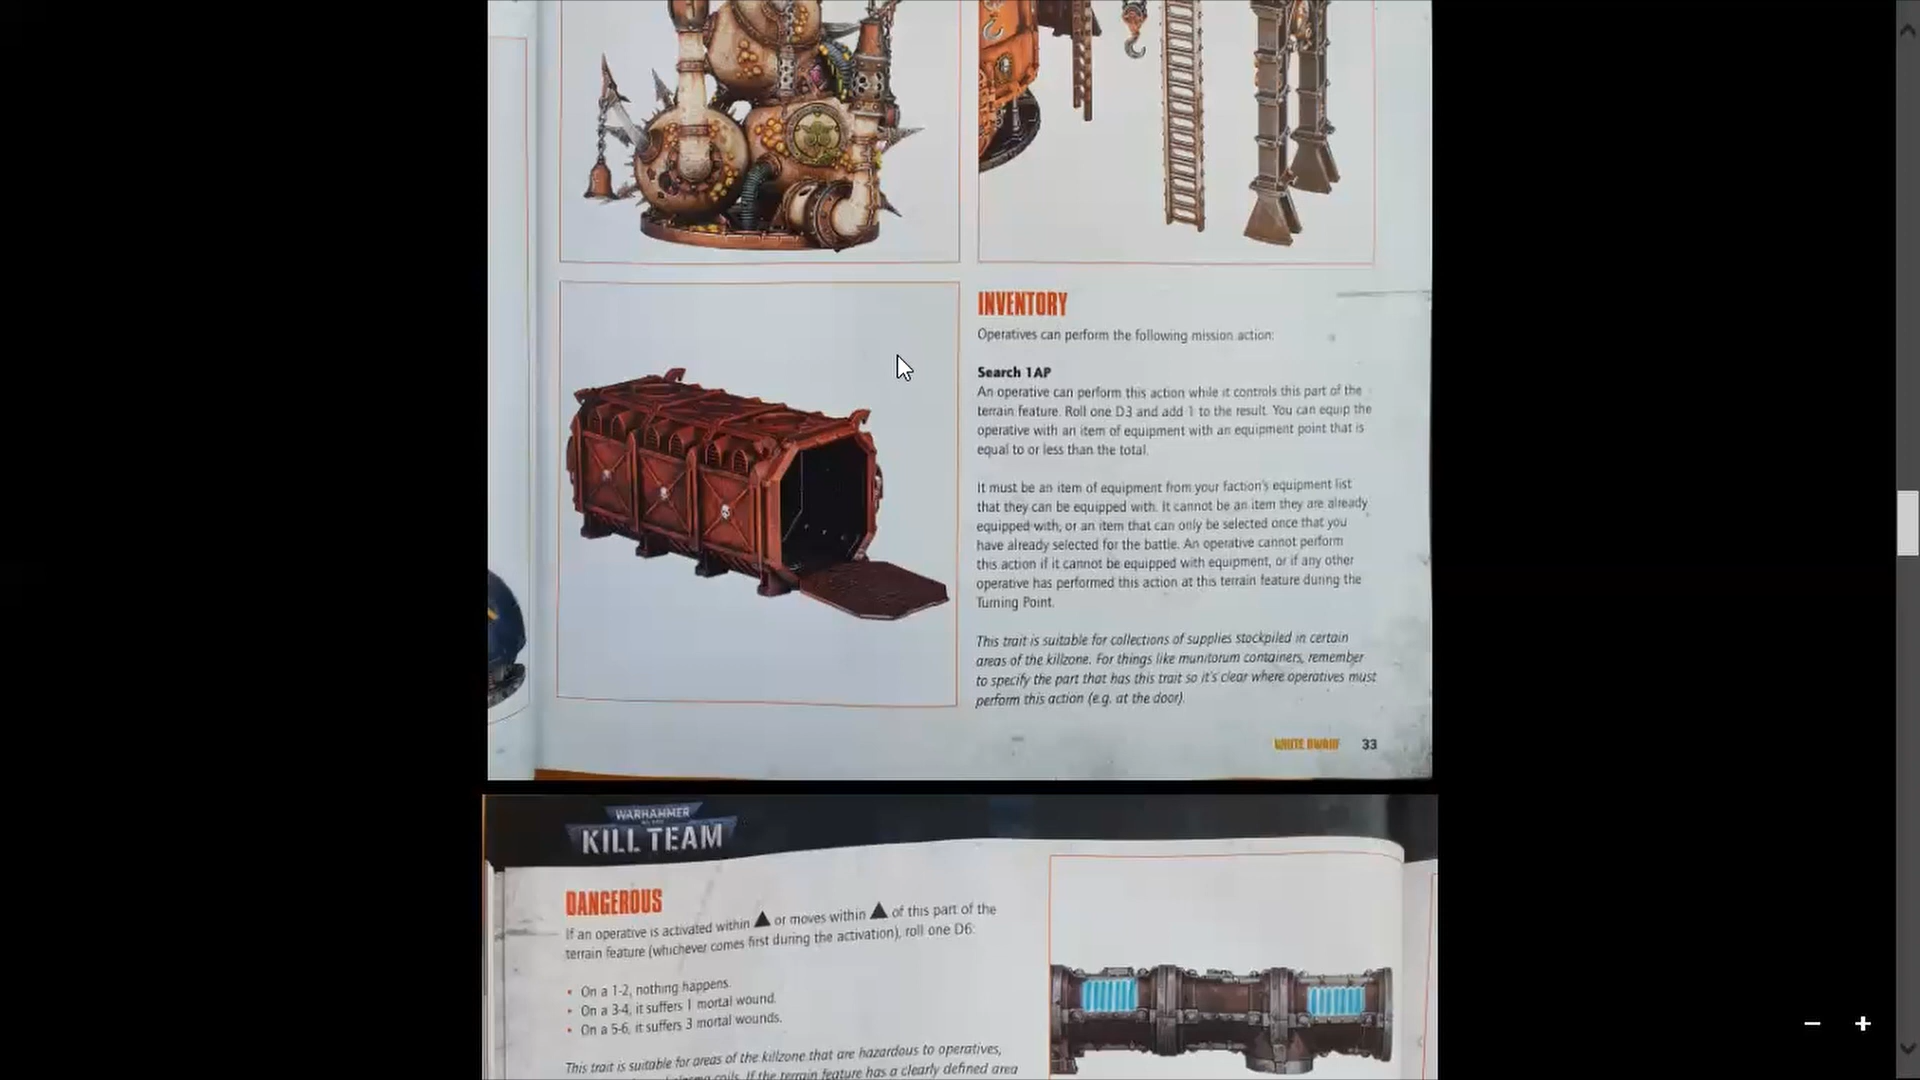 INVENTORY
Operatives can perform the following mission action:
Search 1AP
An operative can perform this action while it controls this part of the
terrain feature. Roll one D3 and add 1 to the result. You can equip the
operative with an item of equipment with an equipment point that is
equal to or less than the total.
It must be an item of equipment from your faction's equipment list
that they can be equipped with. It cannot be an item they are already
equipped with, or an item that can only be selected once that you
have already selected for the battle. An operative cannot perform
this action if it cannot be equipped with equipment, or if any other
operative has performed this action at this terrain feature during the
Turning Point.
This trait is suitable for collections of supplies stockpiled in certain
areas of the killzone. For things like munitorum containers, remember
to specify the part that has this trait so it's clear where operatives must
perform this action (e.g. at the door).
WHITE DWARF 33
WARHAMMER
KILL TEAM
DANGEROUS
If an operative is activated within ▲ or moves within ▲ of this part of the
terrain feature (whichever comes first during the activation), roll one D6:
• On a 1-2, nothing happens.
• On a 3-4, it suffers 1 mortal wound.
• On a 5-6, it suffers 3 mortal wounds.
This trait is suitable for areas of the killzone that are hazardous to operatives,
coils. If the terrain feature has a clearly defined area